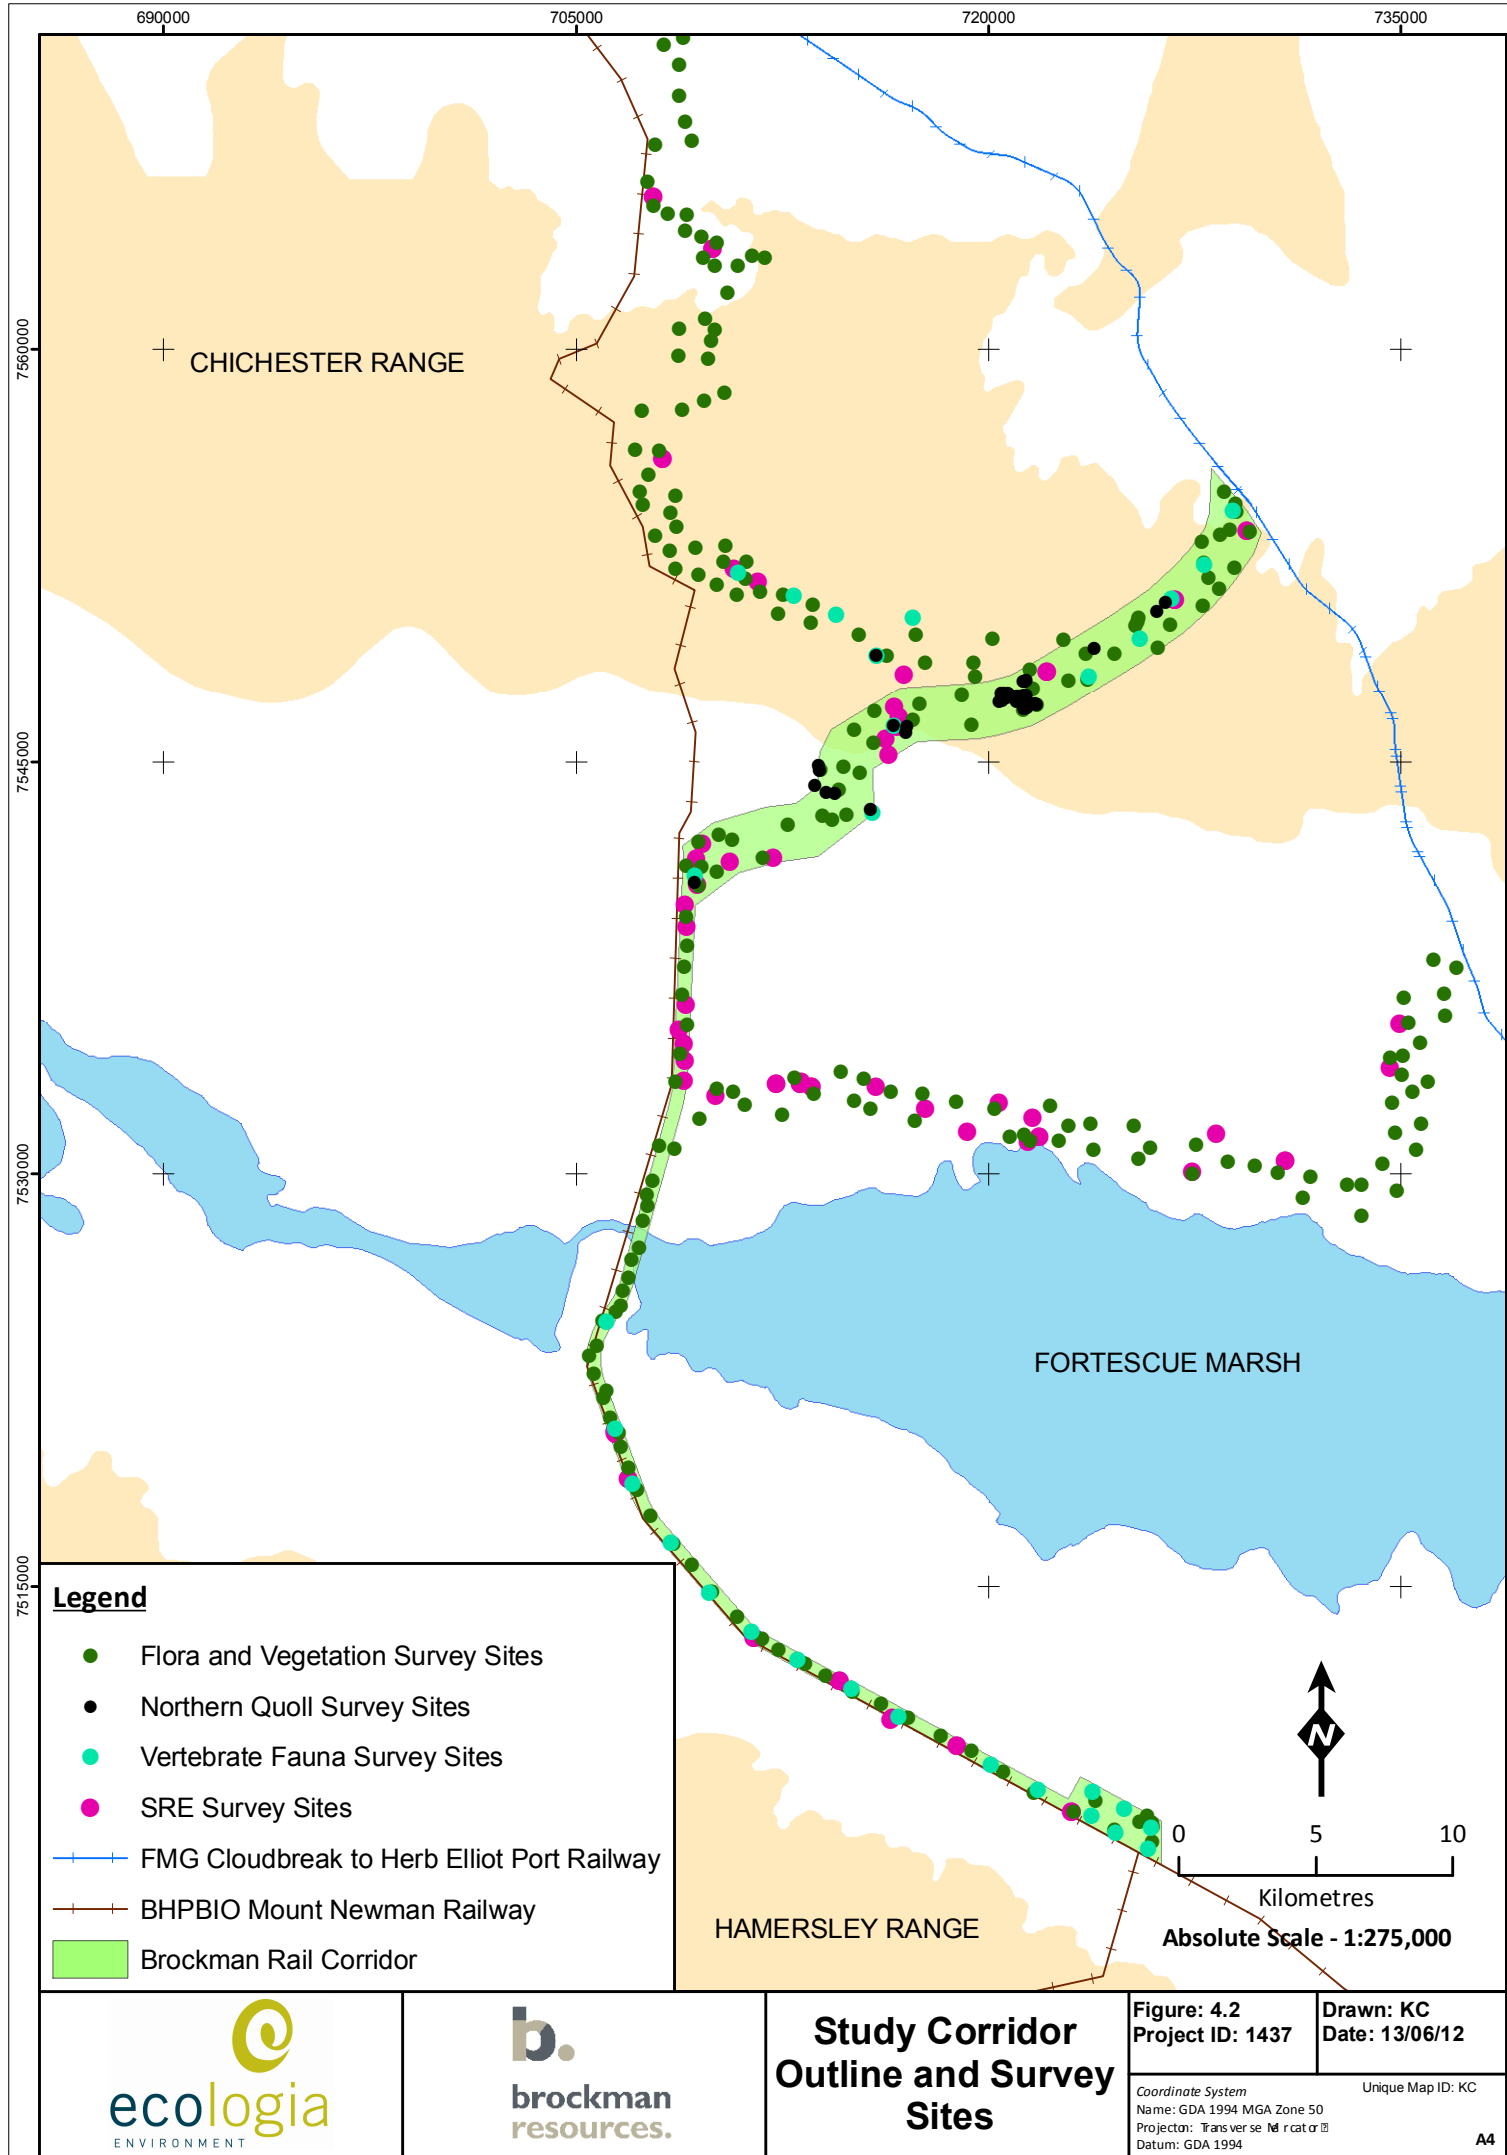 690000
705000
720000
735000
7560000
7545000
7530000
7515000
CHICHESTER RANGE
FORTESCUE MARSH
HAMERSLEY RANGE
Legend
Flora and Vegetation Survey Sites
Northern Quoll Survey Sites
Vertebrate Fauna Survey Sites
SRE Survey Sites
FMG Cloudbreak to Herb Elliot Port Railway
BHPBIO Mount Newman Railway
Brockman Rail Corridor
N
0 5 10
Kilometres
Absolute Scale - 1:275,000
ecologia
ENVIRONMENT
b.
brockman
resources.
Study Corridor
Outline and Survey
Sites
Figure: 4.2
Project ID: 1437
Drawn: KC
Date: 13/06/12
Coordinate System
Name: GDA 1994 MGA Zone 50
Projecton: Transverse
Datum: GDA 1994
Unique Map ID: KC
A4